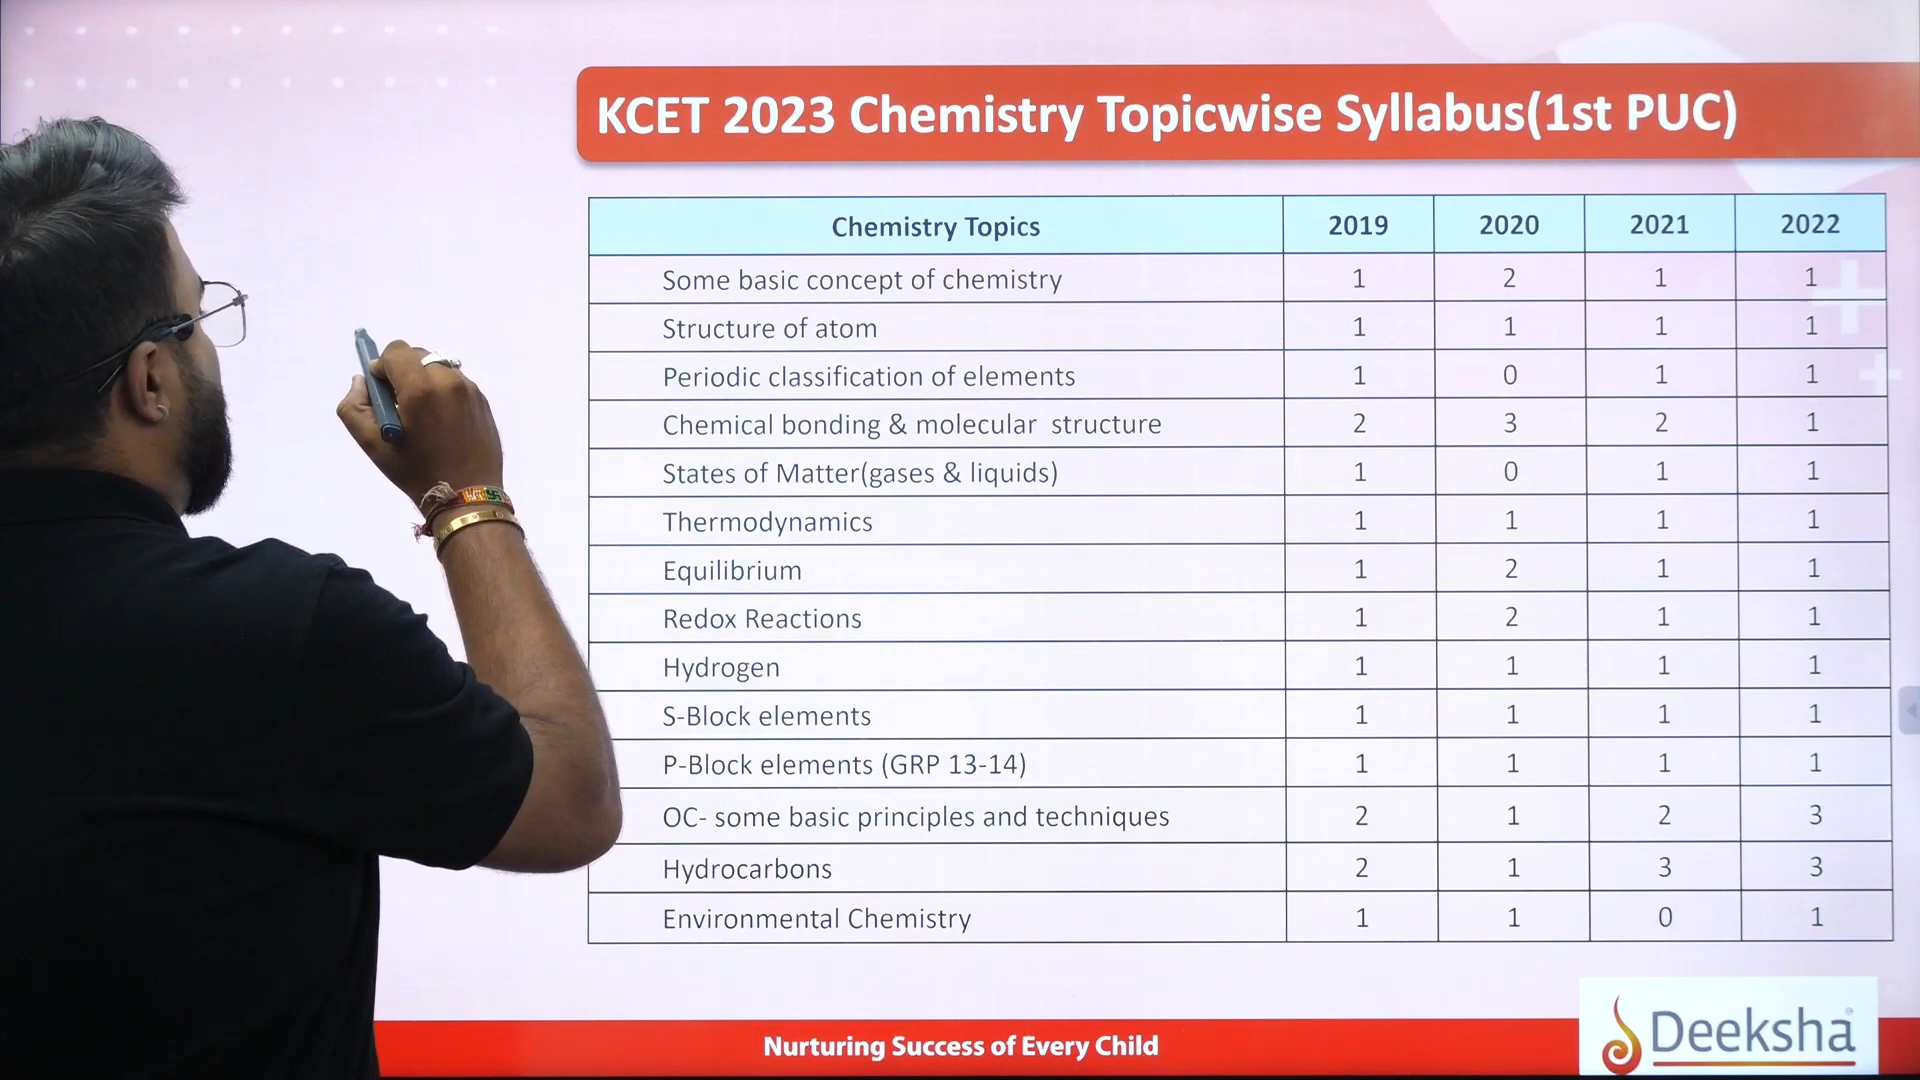 KCET 2023 Chemistry Topicwise Syllabus(1st PUC)
Chemistry Topics 2019 2020 2021 2022
Some basic concept of chemistry 1 2 1 1
Structure of atom 1 1 1 1
Periodic classification of elements 1 0 1 1
Chemical bonding & molecular structure 2 3 2 1
States of Matter(gases & liquids) 1 0 1 1
Thermodynamics 1 1 1 1
Equilibrium 1 2 1 1
Redox Reactions 1 2 1 1
Hydrogen 1 1 1 1
S-Block elements 1 1 1 1
P-Block elements (GRP 13-14) 1 1 1 1
OC- some basic principles and techniques 2 1 2 3
Hydrocarbons 2 1 3 3
Environmental Chemistry 1 1 0 1
Nurturing Success of Every Child
Deeksha®